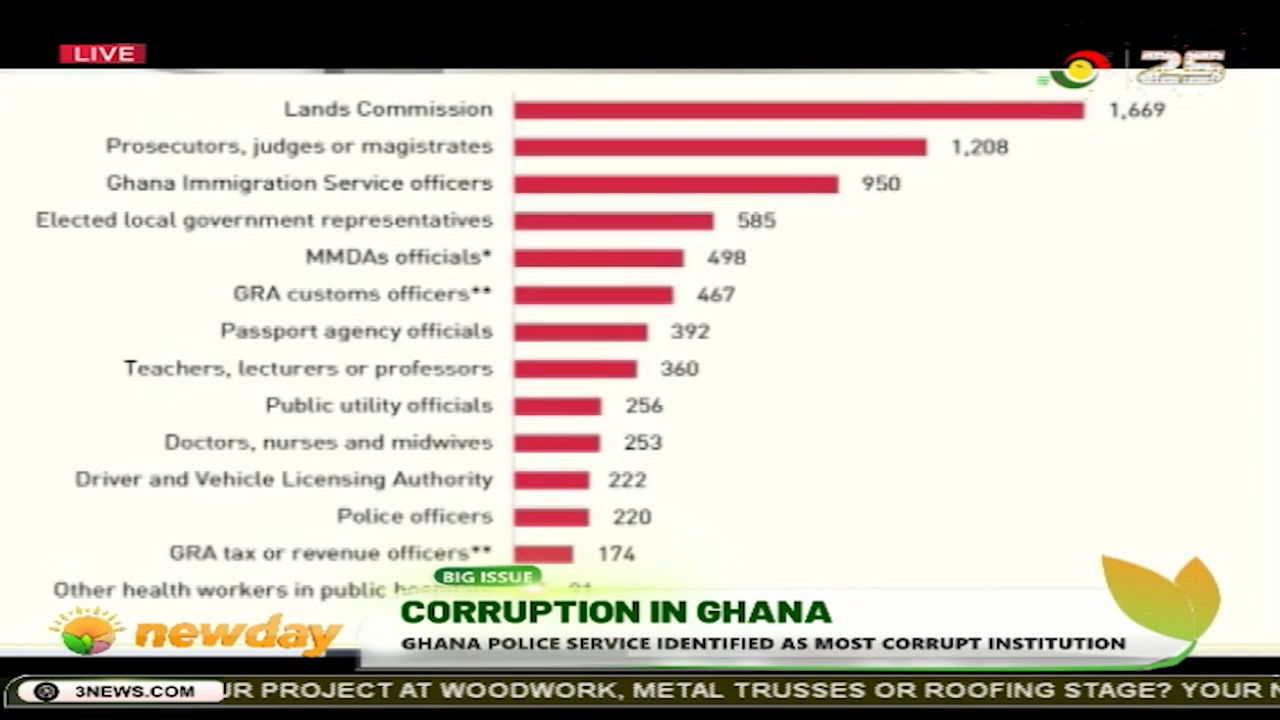 LIVE
25
Lands Commission 1,669
Prosecutors, judges or magistrates 1,208
Ghana Immigration Service officers 950
Elected local government representatives 585
MMDAs officials* 498
GRA customs officers** 467
Passport agency officials 392
Teachers, lecturers or professors 360
Public utility officials 256
Doctors, nurses and midwives 253
Driver and Vehicle Licensing Authority 222
Police officers 220
GRA tax or revenue officers** 174
Other health workers in public
BIG ISSUE
CORRUPTION IN GHANA
newday
GHANA POLICE SERVICE IDENTIFIED AS MOST CORRUPT INSTITUTION
3NEWS.COM
UR PROJECT AT WOODWORK, METAL TRUSSES OR ROOFING STAGE? YOUR